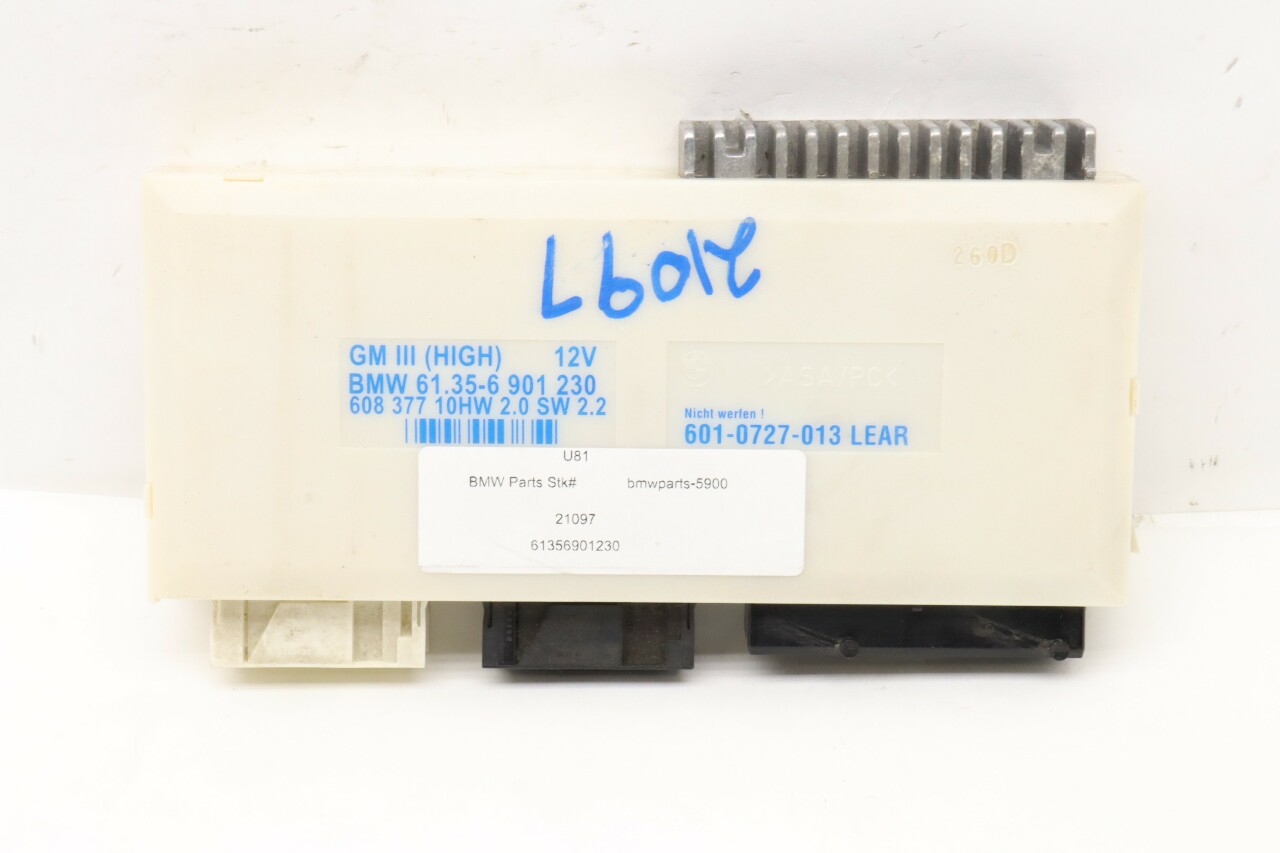 21097
260D
GM III (HIGH) 12V
BMW 61.35-6 901 230
608 377 10HW 2.0 SW 2.2
Nicht werfen !
601-0727-013 LEAR
U81
BMW Parts Stk# bmwparts-5900
21097
61356901230